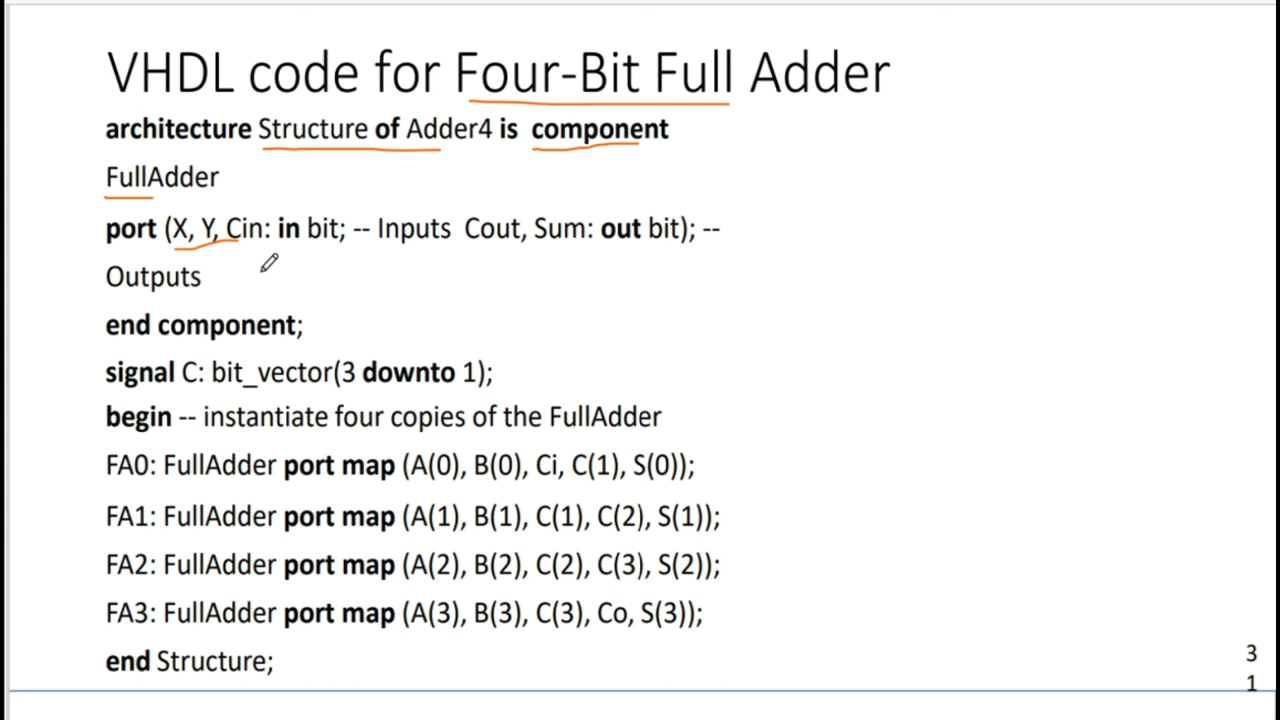 VHDL code for Four-Bit Full Adder
architecture Structure of Adder4 is component
FullAdder
port (X, Y, Cin: in bit; -- Inputs Cout, Sum: out bit); --
Outputs
end component;
signal C: bit_vector(3 downto 1);
begin -- instantiate four copies of the FullAdder
FA0: FullAdder port map (A(0), B(0), Ci, C(1), S(0));
FA1: FullAdder port map (A(1), B(1), C(1), C(2), S(1));
FA2: FullAdder port map (A(2), B(2), C(2), C(3), S(2));
FA3: FullAdder port map (A(3), B(3), C(3), Co, S(3));
end Structure;
3
1